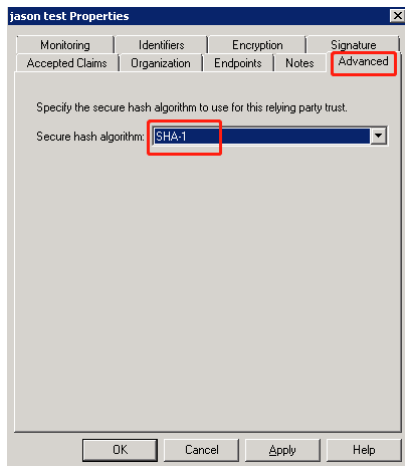 jason test Properties
Monitoring Identifiers Encryption Signature
Accepted Claims Organization Endpoints Notes Advanced
Specify the secure hash algorithm to use for this relying party trust.
Secure hash algorithm: SHA-1
OK Cancel Apply Help